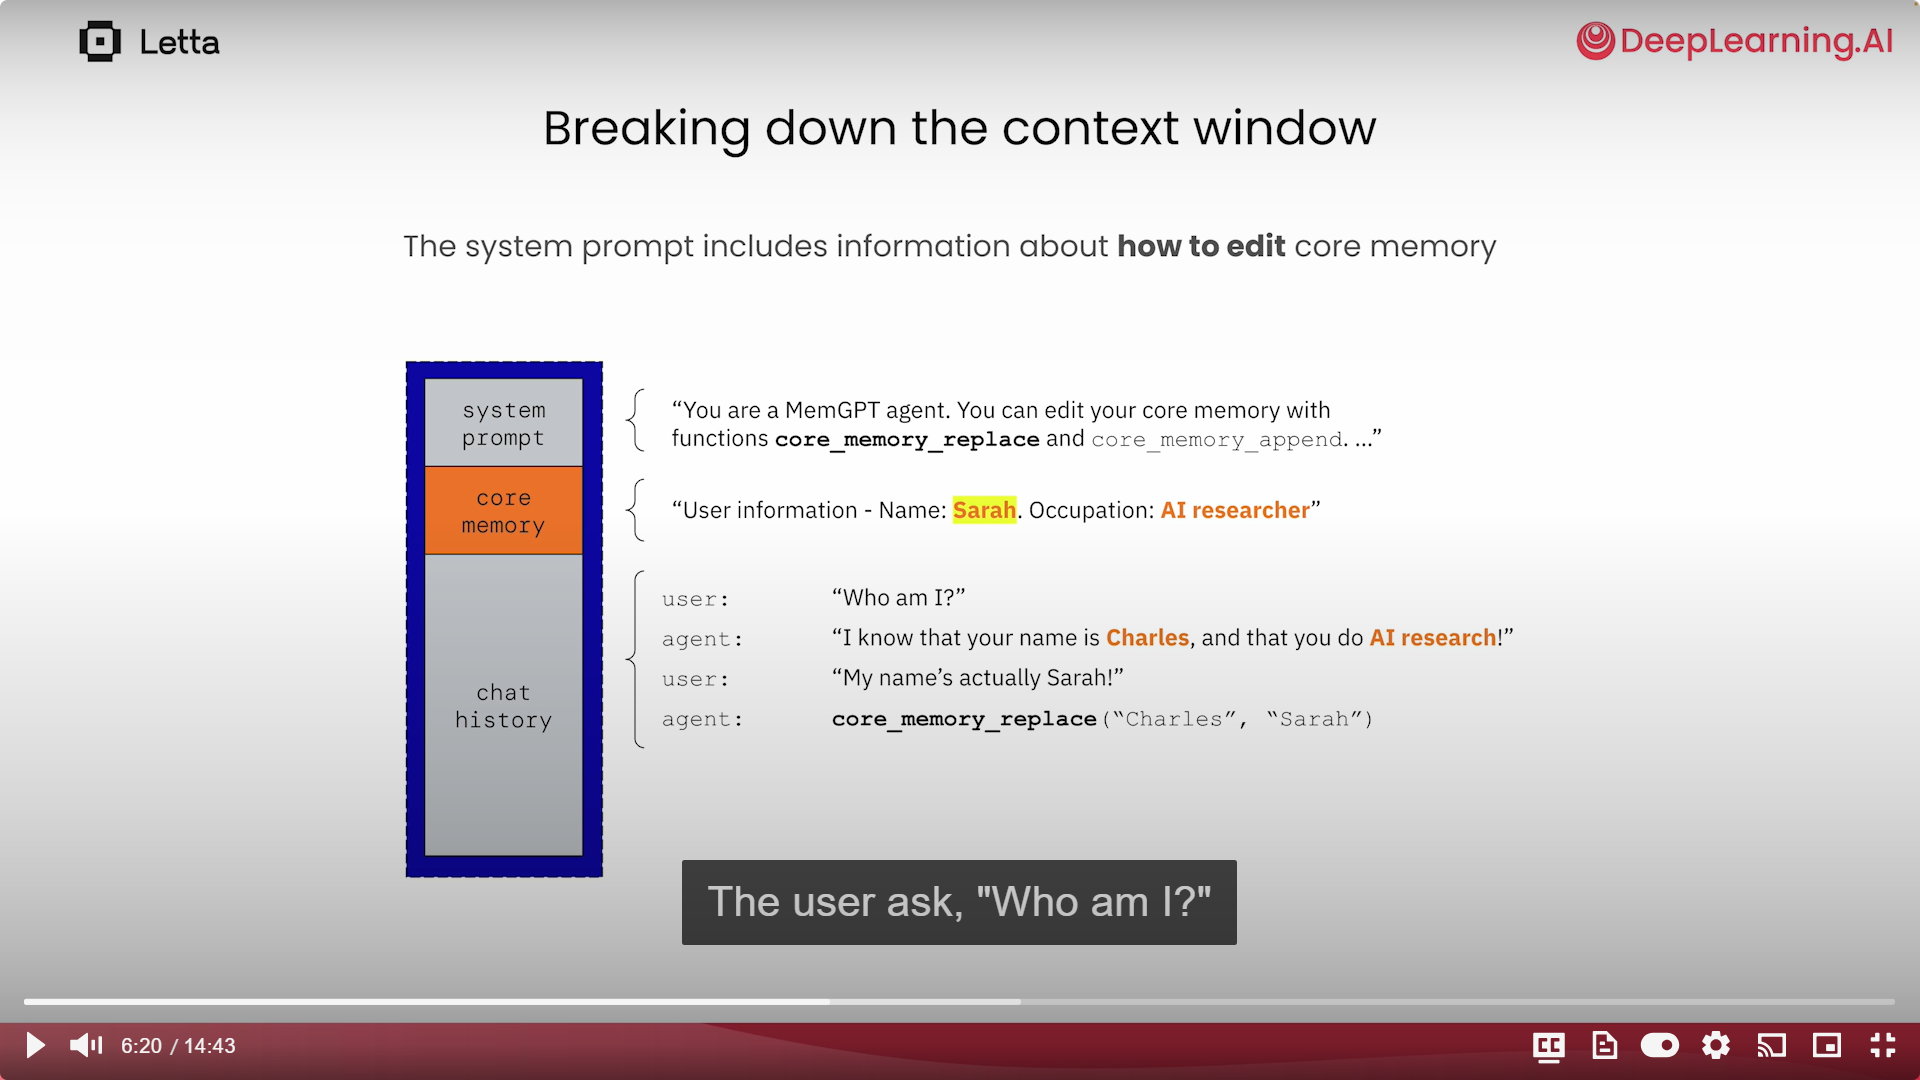 Letta
DeepLearning.AI
Breaking down the context window
The system prompt includes information about how to edit core memory
system
prompt
“You are a MemGPT agent. You can edit your core memory with
functions core_memory_replace and core_memory_append. ...”
core
memory
“User information - Name: Sarah. Occupation: AI researcher”
chat
history
user: “Who am I?”
agent: “I know that your name is Charles, and that you do AI research!”
user: “My name’s actually Sarah!”
agent: core_memory_replace(“Charles”, “Sarah”)
The user ask, "Who am I?"
6:20 / 14:43
CC